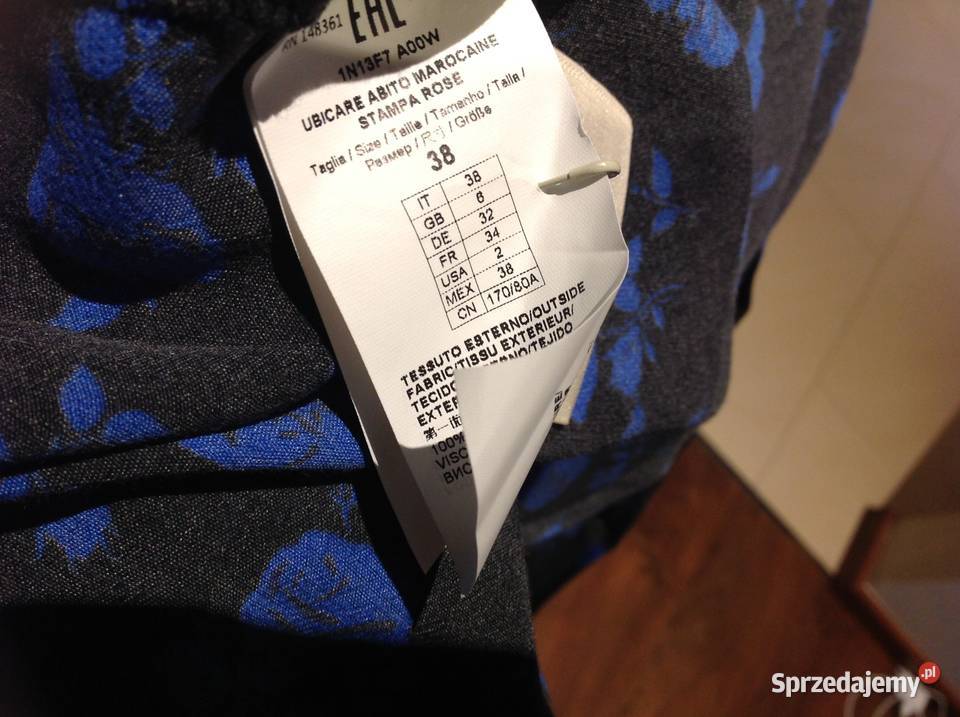 RN 148361
EAC
1N13F7 A00W
UBICARE ABITO MAROCAINE
STAMPA ROSE
Taglia / Size / Taille / Tamanho / Talla /
Размер / / Größe
38
IT 38
GB 6
DE 32
FR 34
USA 2
MEX 38
CN 170/80A
TESSUTO ESTERNO/OUTSIDE
FABRIC/TISSU EXTERIEUR/
TECIDO /TEJIDO
100%
Sprzedajemy.pl